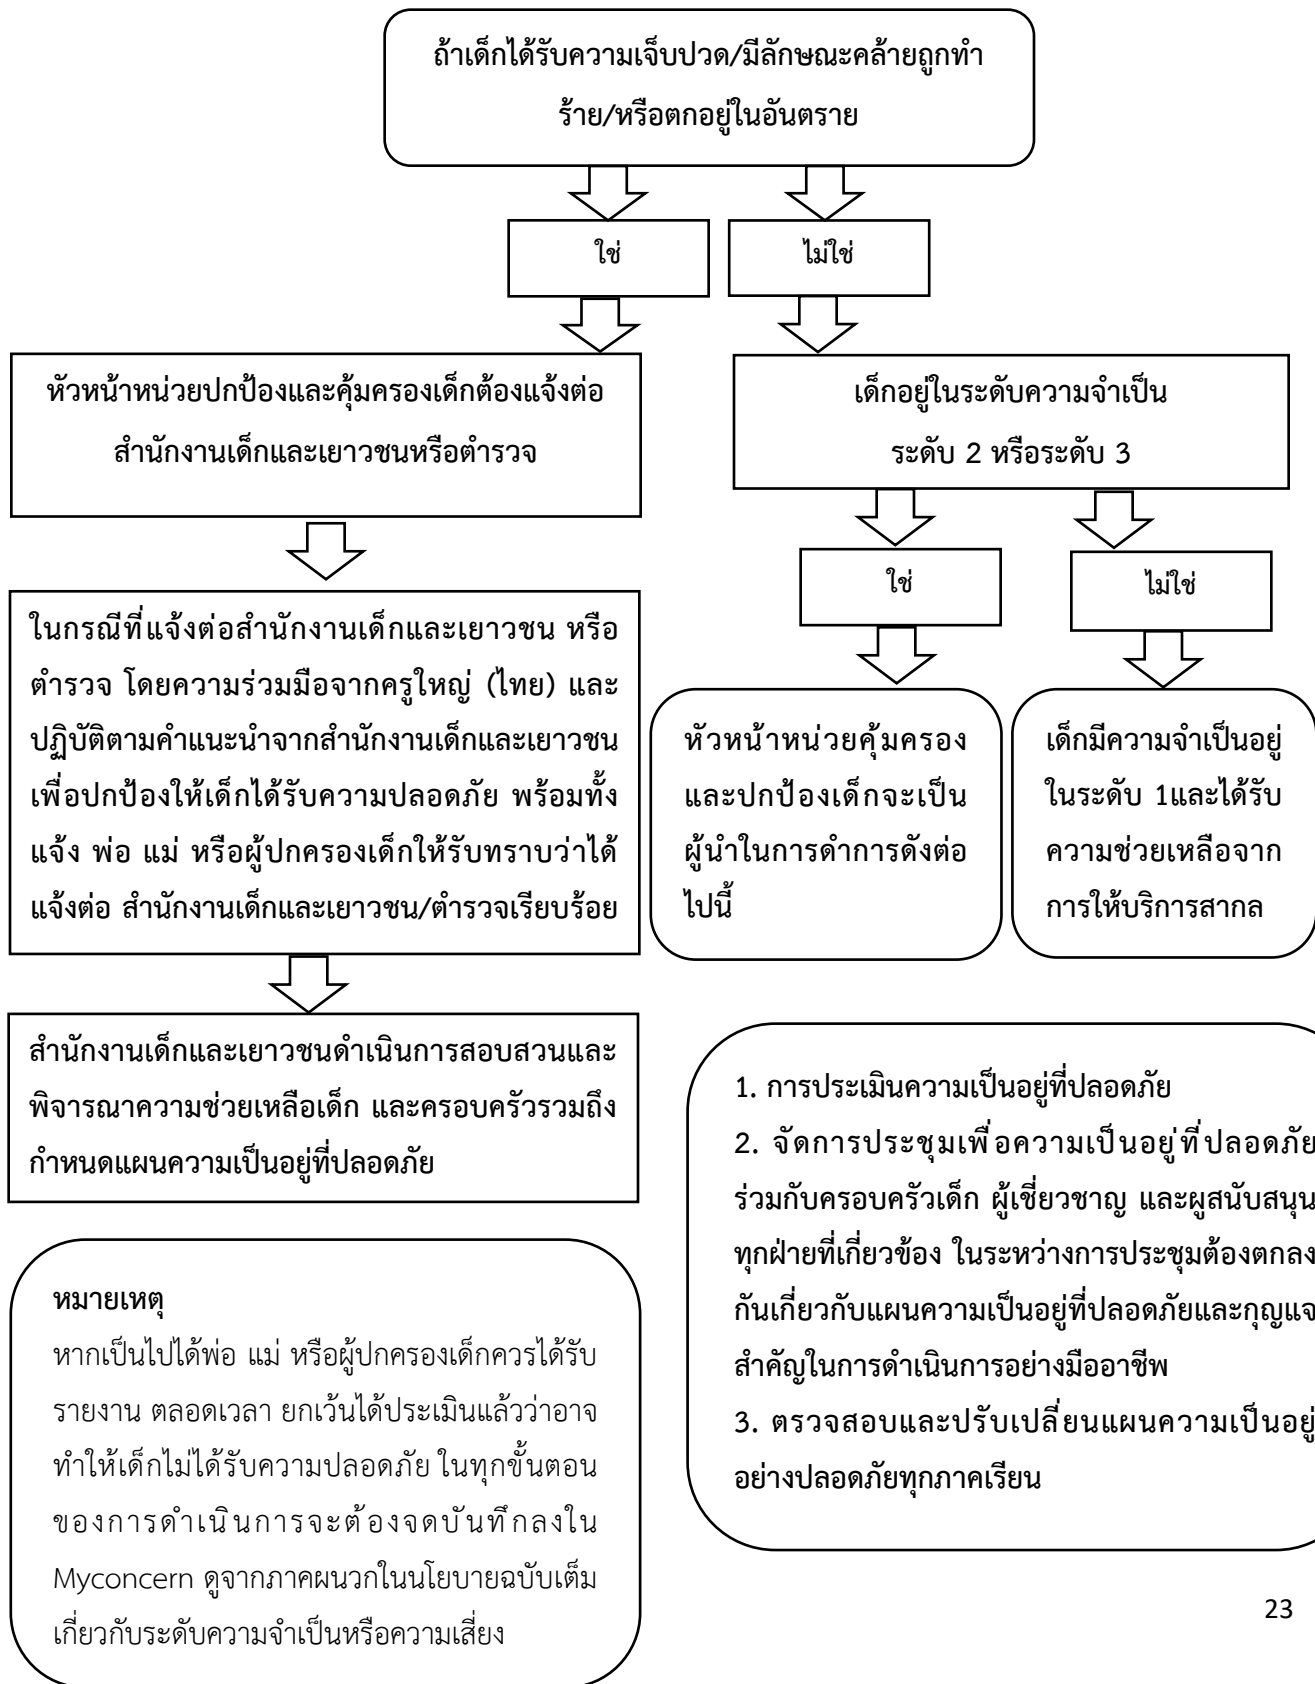 ถ้าเด็กได้รับความเจ็บปวด/มีลักษณะคล้ายถูกทำ
ร้าย/หรือตกอยู่ในอันตราย
ใช่
ไม่ใช่
หัวหน้าหน่วยปกป้องและคุ้มครองเด็กต้องแจ้งต่อ
สำนักงานเด็กและเยาวชนหรือตำรวจ
เด็กอยู่ในระดับความจำเป็น
ระดับ 2 หรือระดับ 3
ใช่
ไม่ใช่
ในกรณีที่แจ้งต่อสำนักงานเด็กและเยาวชน หรือ
ตำรวจ โดยความร่วมมือจากครูใหญ่ (ไทย) และ
ปฏิบัติตามคำแนะนำจากสำนักงานเด็กและเยาวชน
เพื่อปกป้องให้เด็กได้รับความปลอดภัย พร้อมทั้ง
แจ้ง พ่อ แม่ หรือผู้ปกครองเด็กให้รับทราบว่าได้
แจ้งต่อ สำนักงานเด็กและเยาวชน/ตำรวจเรียบร้อย
หัวหน้าหน่วยคุ้มครอง
และปกป้องเด็กจะเป็น
ผู้นำในการดำการดังต่อ
ไปนี้
เด็กมีความจำเป็นอยู่
ในระดับ 1และได้รับ
ความช่วยเหลือจาก
การให้บริการสากล
สำนักงานเด็กและเยาวชนดำเนินการสอบสวนและ
พิจารณาความช่วยเหลือเด็ก และครอบครัวรวมถึง
กำหนดแผนความเป็นอยู่ที่ปลอดภัย
1. การประเมินความเป็นอยู่ที่ปลอดภัย
2. จัดการประชุมเพื่อความเป็นอยู่ที่ปลอดภัย
ร่วมกับครอบครัวเด็ก ผู้เชี่ยวชาญ และผูสนับสนุน
ทุกฝ่ายที่เกี่ยวข้อง ในระหว่างการประชุมต้องตกลง
กันเกี่ยวกับแผนความเป็นอยู่ที่ปลอดภัยและกุญแจ
สำคัญในการดำเนินการอย่างมืออาชีพ
3. ตรวจสอบและปรับเปลี่ยนแผนความเป็นอยู่
อย่างปลอดภัยทุกภาคเรียน
หมายเหตุ
หากเป็นไปได้พ่อ แม่ หรือผู้ปกครองเด็กควรได้รับ
รายงาน ตลอดเวลา ยกเว้นได้ประเมินแล้วว่าอาจ
ทำให้เด็กไม่ได้รับความปลอดภัย ในทุกขั้นตอน
ของการดำเนินการจะต้องจดบันทึกลงใน
Myconcern ดูจากภาคผนวกในนโยบายฉบับเต็ม
เกี่ยวกับระดับความจำเป็นหรือความเสี่ยง
23